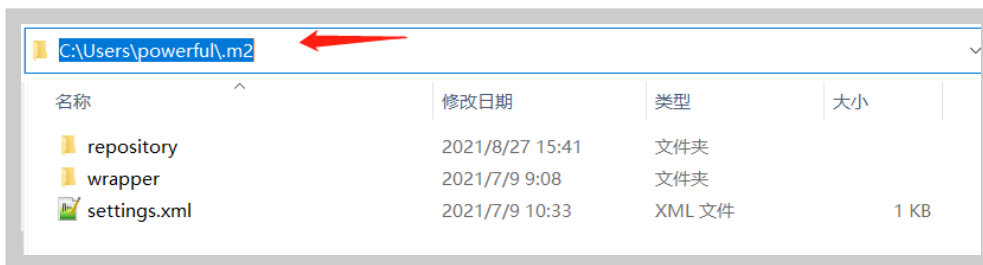 C:\Users\powerful\.m2
名称 修改日期 类型 大小
repository 2021/8/27 15:41 文件夹
wrapper 2021/7/9 9:08 文件夹
settings.xml 2021/7/9 10:33 XML 文件 1 KB